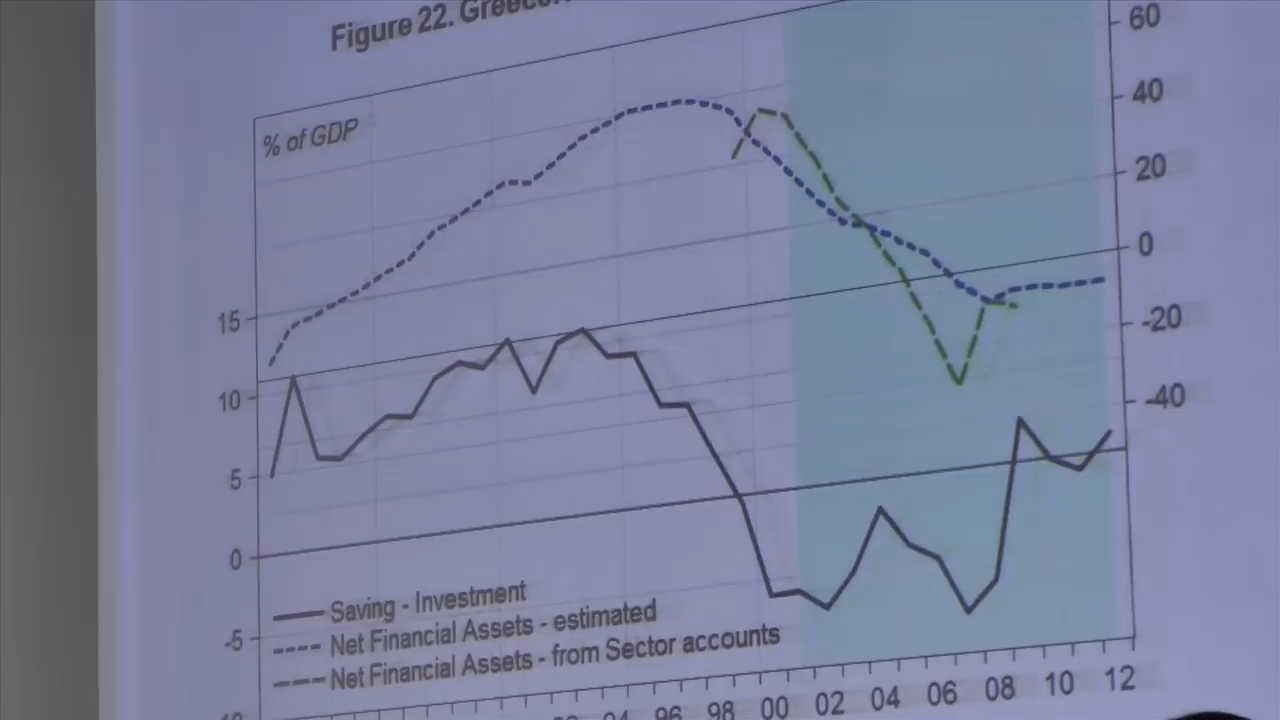 Figure 22.
% of GDP
60
40
20
0
-20
-40
15
10
5
0
-5
Saving - Investment
Net Financial Assets - estimated
Net Financial Assets - from Sector accounts
96 98 00 02 04 06 08 10 12